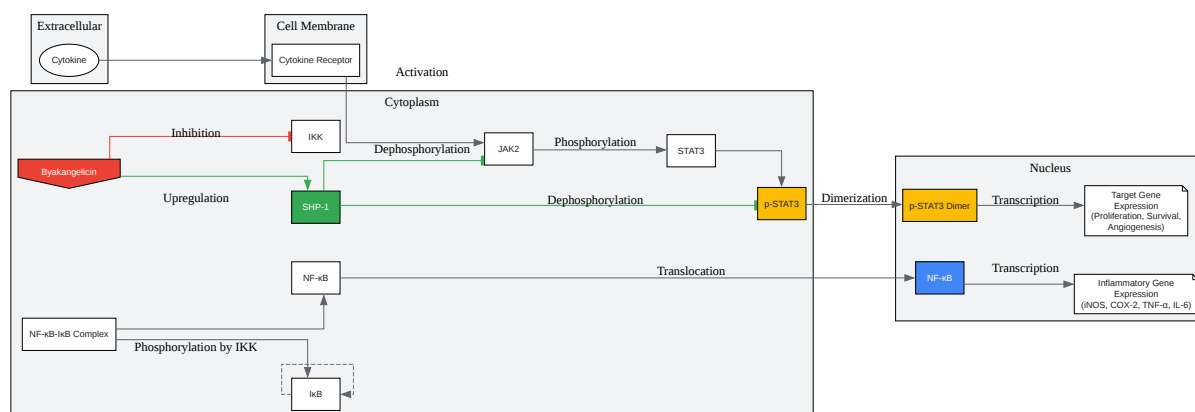 Extracellular
Cytokine
Cell Membrane
Cytokine Receptor
Activation
Cytoplasm
Inhibition
IKK
Byakangelicin
Upregulation
SHP-1
Dephosphorylation
JAK2
Phosphorylation
STAT3
Dephosphorylation
p-STAT3
Dimerization
Nucleus
p-STAT3 Dimer
Transcription
Target Gene
Expression
(Proliferation, Survival,
Angiogenesis)
NF-κB
Translocation
NF-κB
Transcription
Inflammatory Gene
Expression
(iNOS, COX-2, TNF-α, IL-6)
NF-κB-IκB Complex
Phosphorylation by IKK
IκB